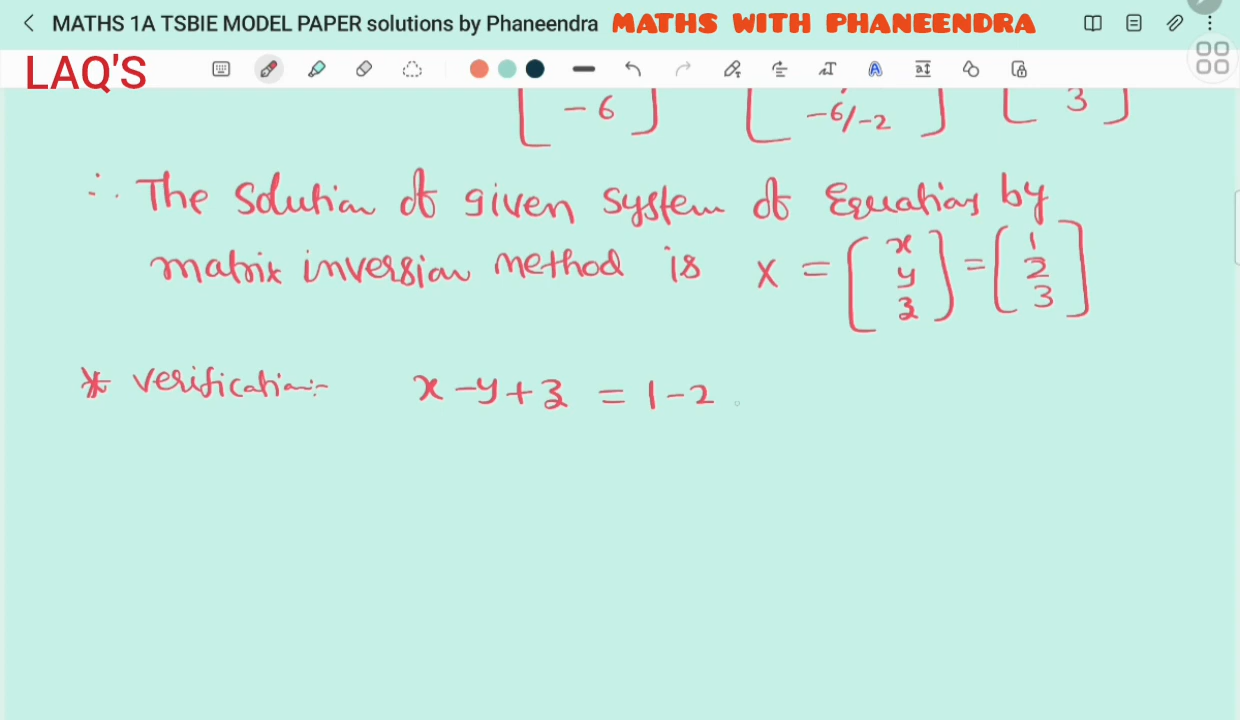 MATHS 1A TSBIE MODEL PAPER solutions by Phaneendra MATHS WITH PHANEENDRA
LAQ'S
[ -6 ] [ -6/-2 ] [ 3 ]
∴ The solution of given system of Equations by
matrix inversion method is X = [ x y z ] = [ 1 2 3 ]
* verification:- x - y + z = 1 - 2